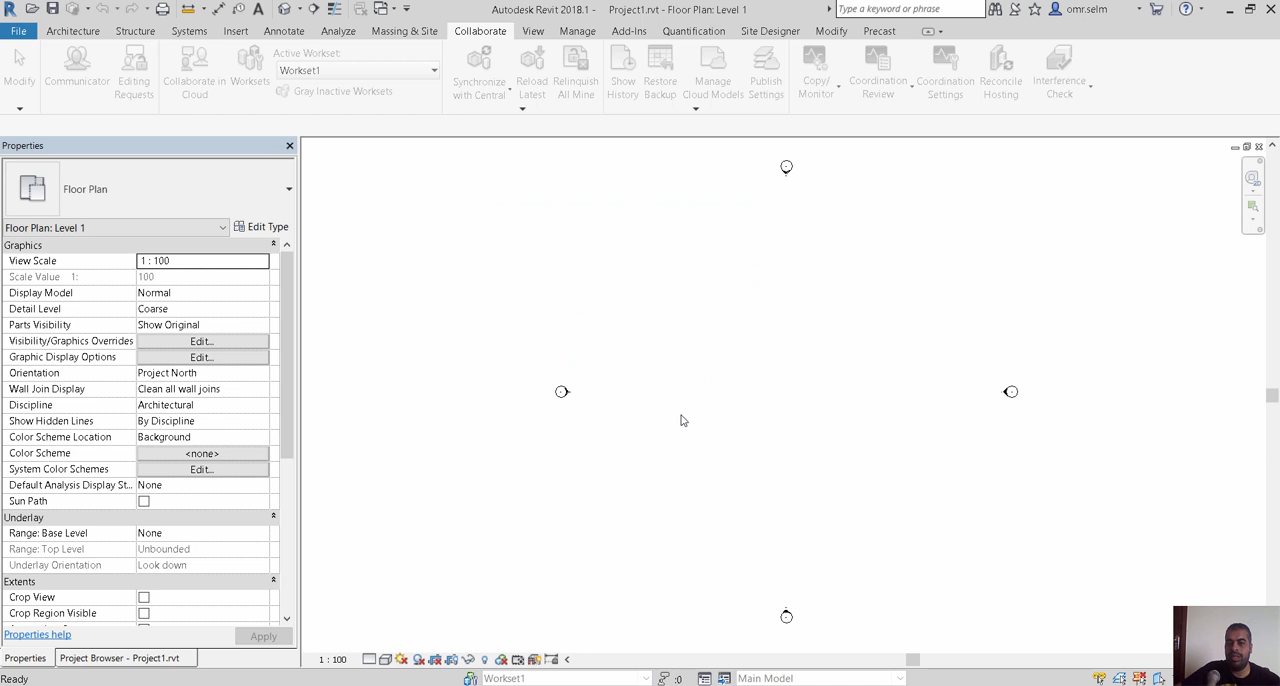 Autodesk Revit 2018.1 - Project1.rvt - Floor Plan: Level 1
Type a keyword or phrase
omr.selm
File Architecture Structure Systems Insert Annotate Analyze Massing & Site Collaborate View Manage Add-Ins Quantification Site Designer Modify Precast
Modify
Communicator
Editing Requests
Collaborate in Cloud
Worksets
Active Workset:
Workset1
Gray Inactive Worksets
Synchronize with Central
Reload Latest
Relinquish All Mine
Show History
Restore Backup
Manage Cloud Models
Publish Settings
Copy/ Monitor
Coordination Review
Coordination Settings
Reconcile Hosting
Interference Check
Properties
Floor Plan
Floor Plan: Level 1
Edit Type
Graphics
View Scale 1 : 100
Scale Value 1: 100
Display Model Normal
Detail Level Coarse
Parts Visibility Show Original
Visibility/Graphics Overrides Edit...
Graphic Display Options Edit...
Orientation Project North
Wall Join Display Clean all wall joins
Discipline Architectural
Show Hidden Lines By Discipline
Color Scheme Location Background
Color Scheme <none>
System Color Schemes Edit...
Default Analysis Display St... None
Sun Path
Underlay
Range: Base Level None
Range: Top Level Unbounded
Underlay Orientation Look down
Extents
Crop View
Crop Region Visible
Properties help
Apply
Properties
Project Browser - Project1.rvt
1 : 100
Ready
Workset1
:0
Main Model